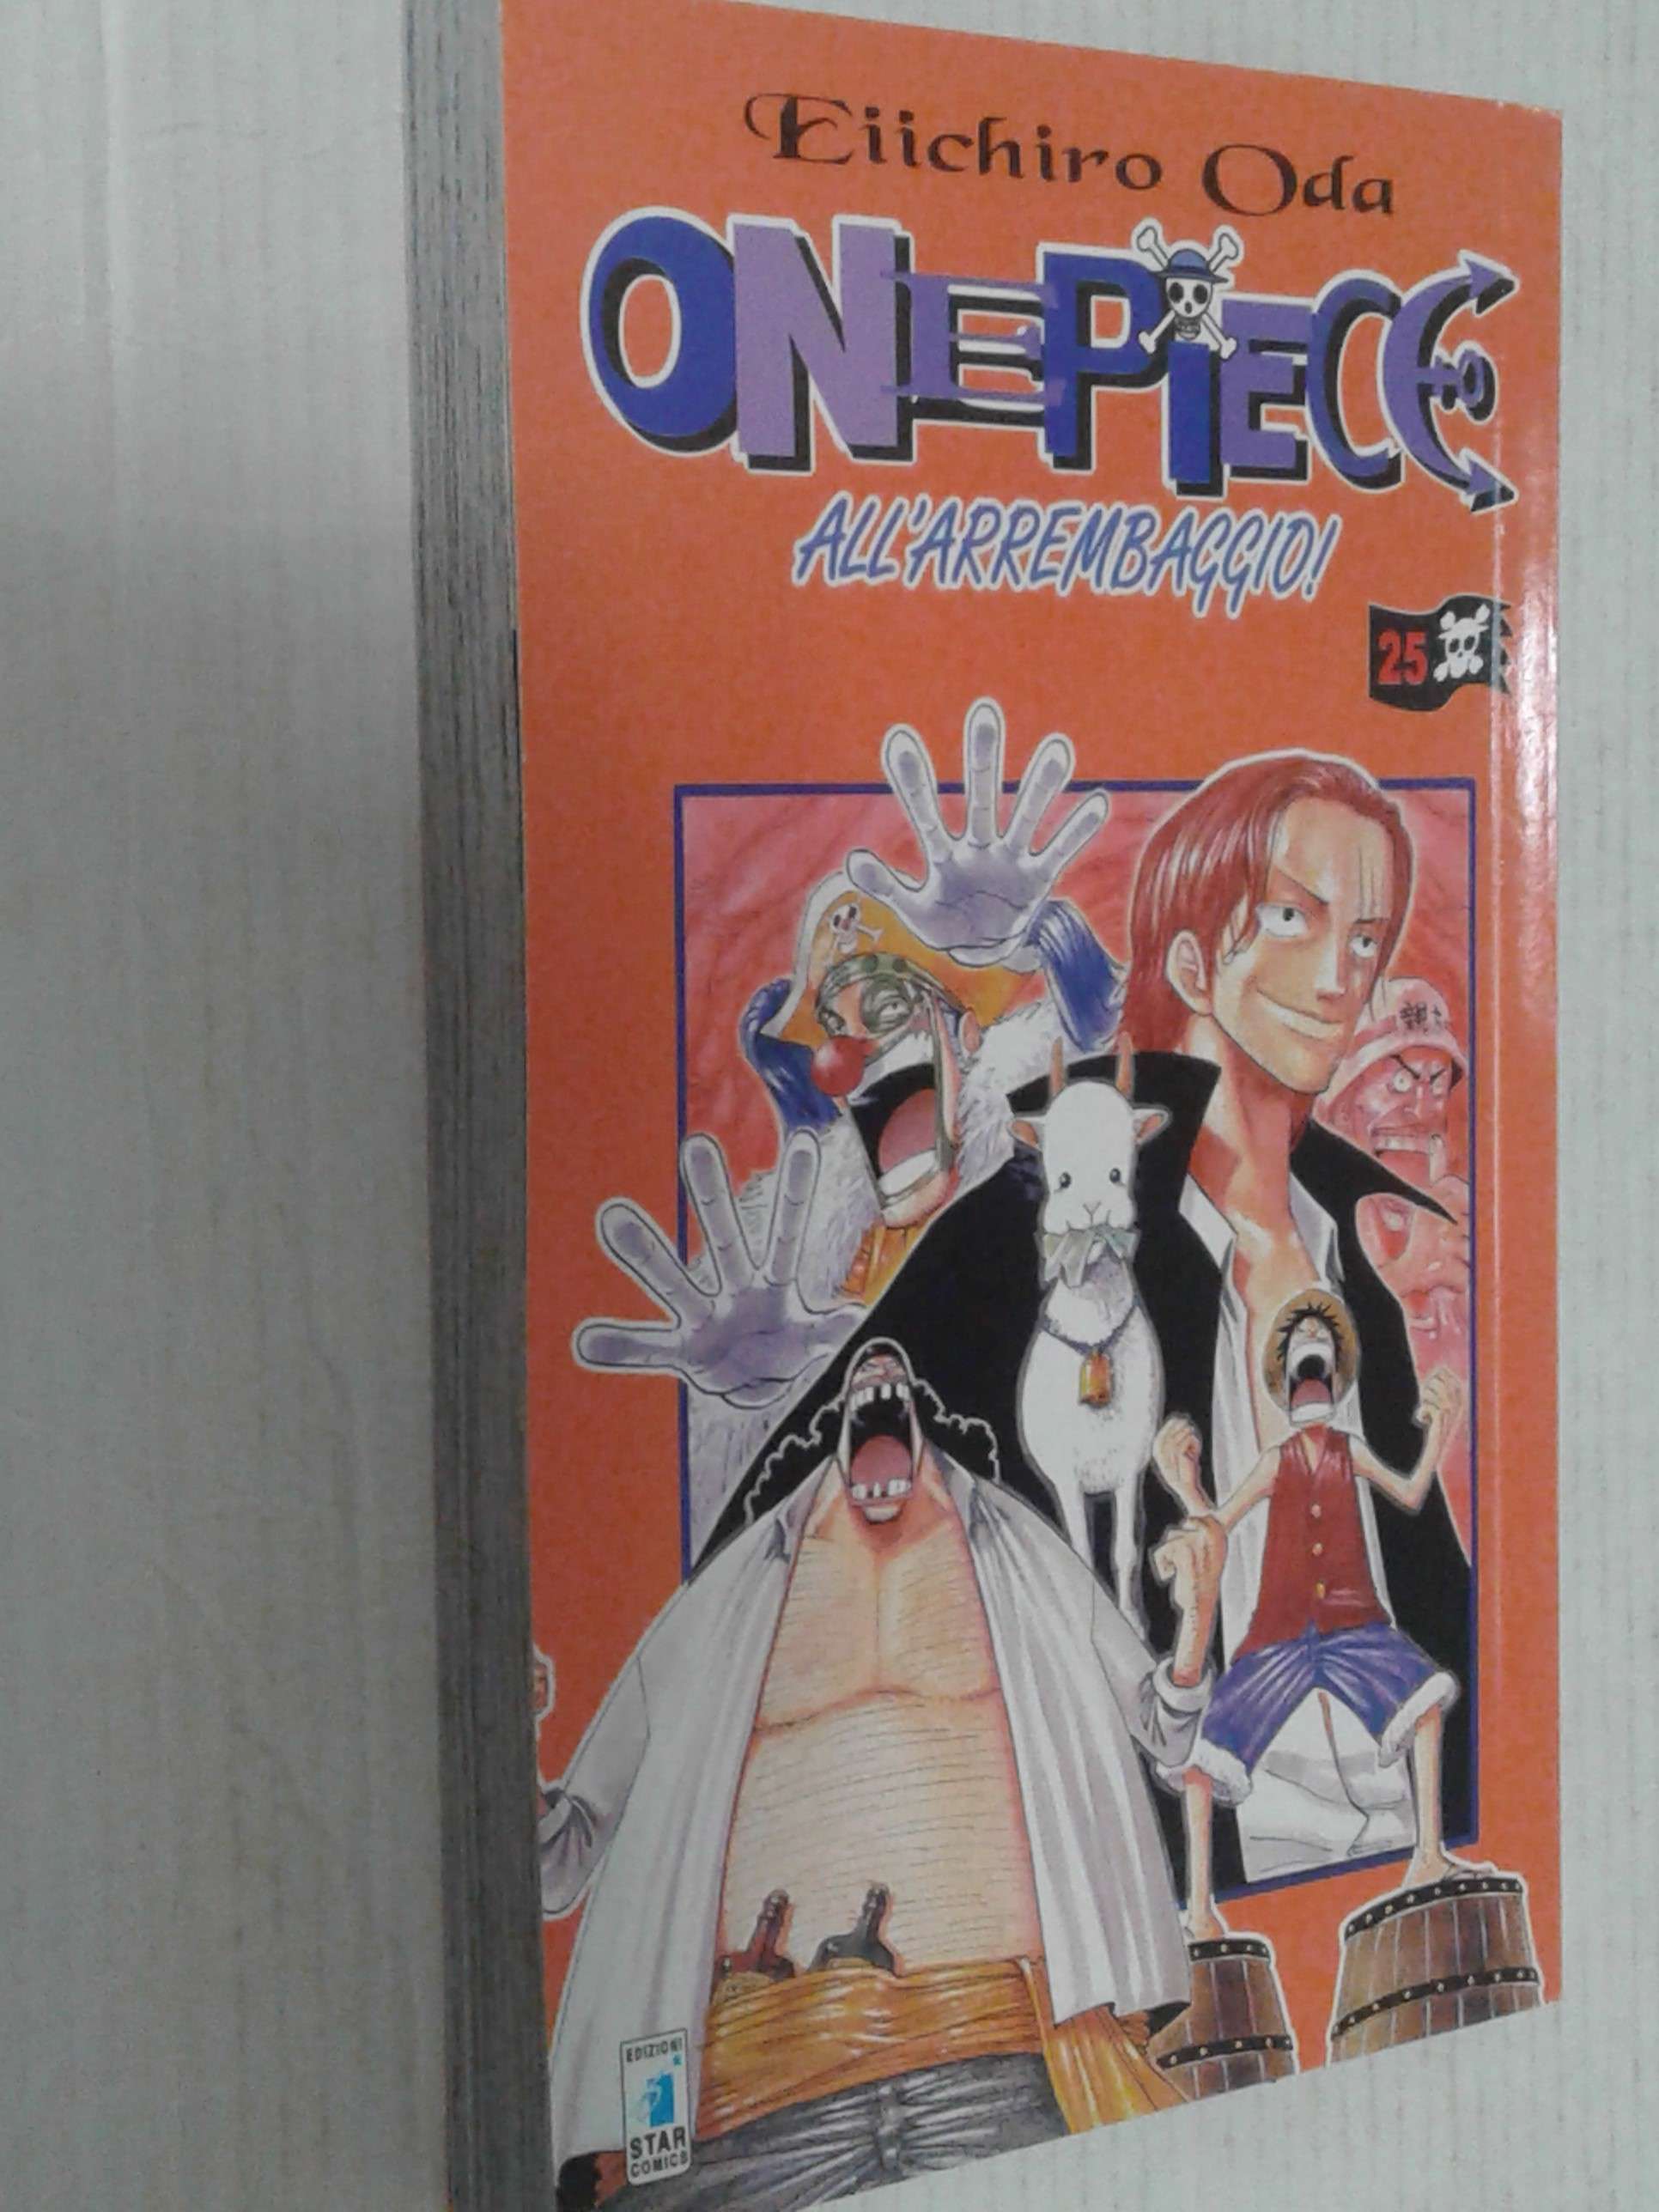 Eiichiro Oda
ONE PIECE
ALL'ARREMBAGGIO!
25
EDIZIONI
STAR
COMICS